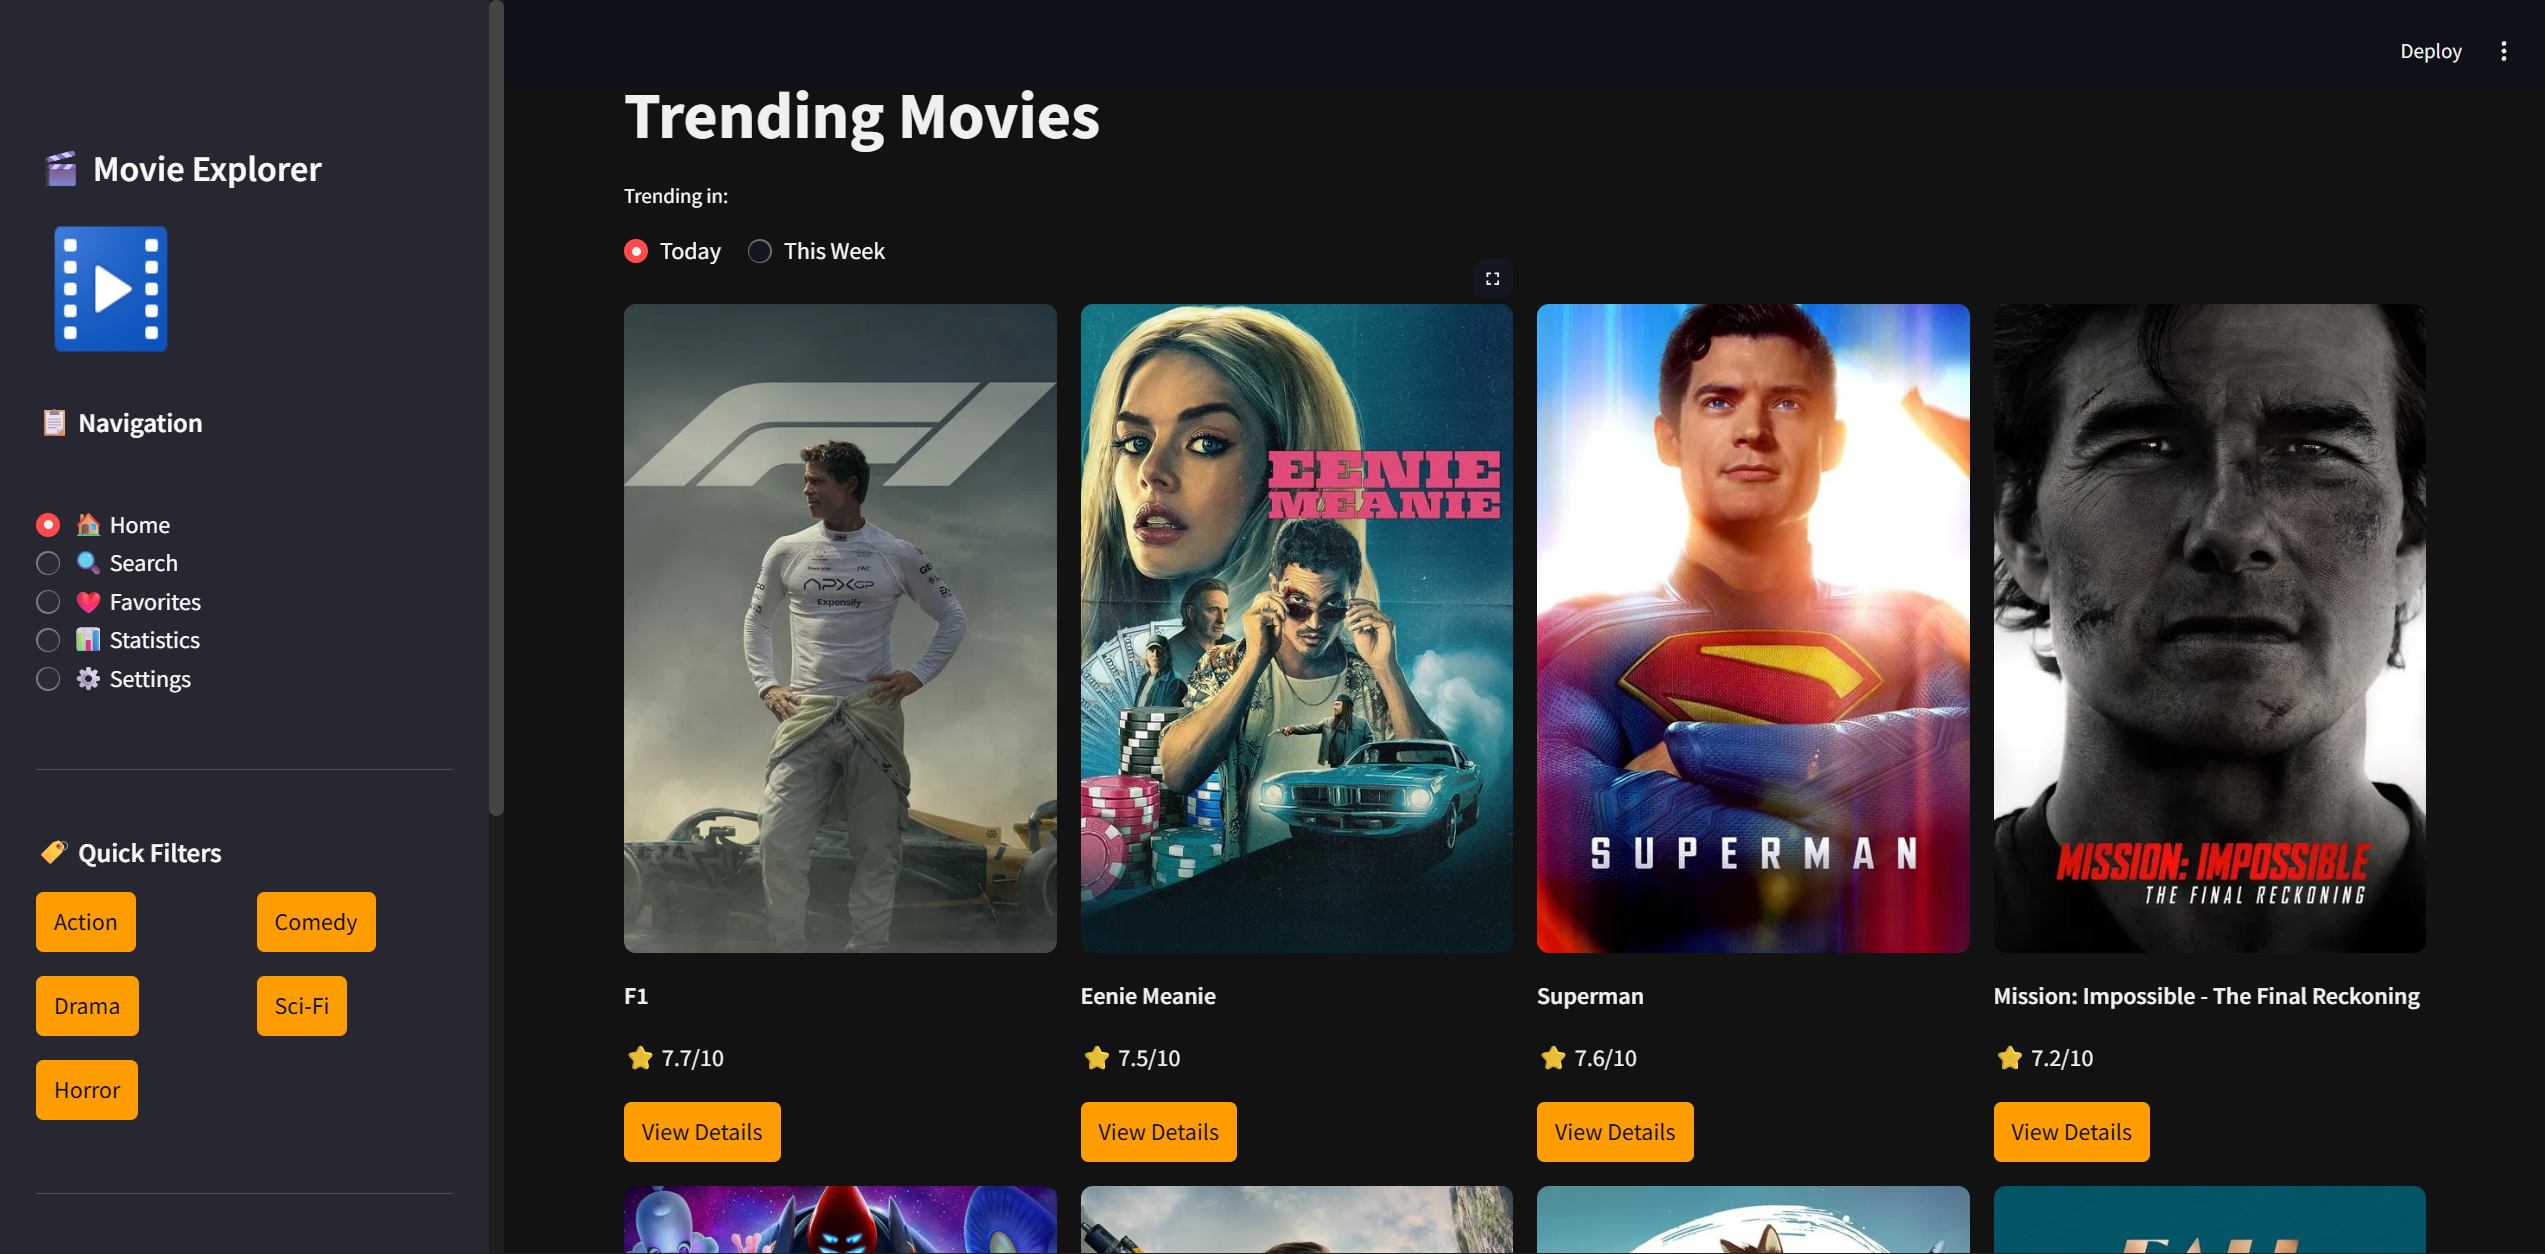 Deploy
Movie Explorer
Navigation
Home
Search
Favorites
Statistics
Settings
Quick Filters
Action
Comedy
Drama
Sci-Fi
Horror
Trending Movies
Trending in:
Today
This Week
F1
APXGP
Expensify
IWC
EENIE
MEANIE
SUPERMAN
MISSION: IMPOSSIBLE
THE FINAL RECKONING
F1
Eenie Meanie
Superman
Mission: Impossible - The Final Reckoning
7.7/10
7.5/10
7.6/10
7.2/10
View Details
View Details
View Details
View Details